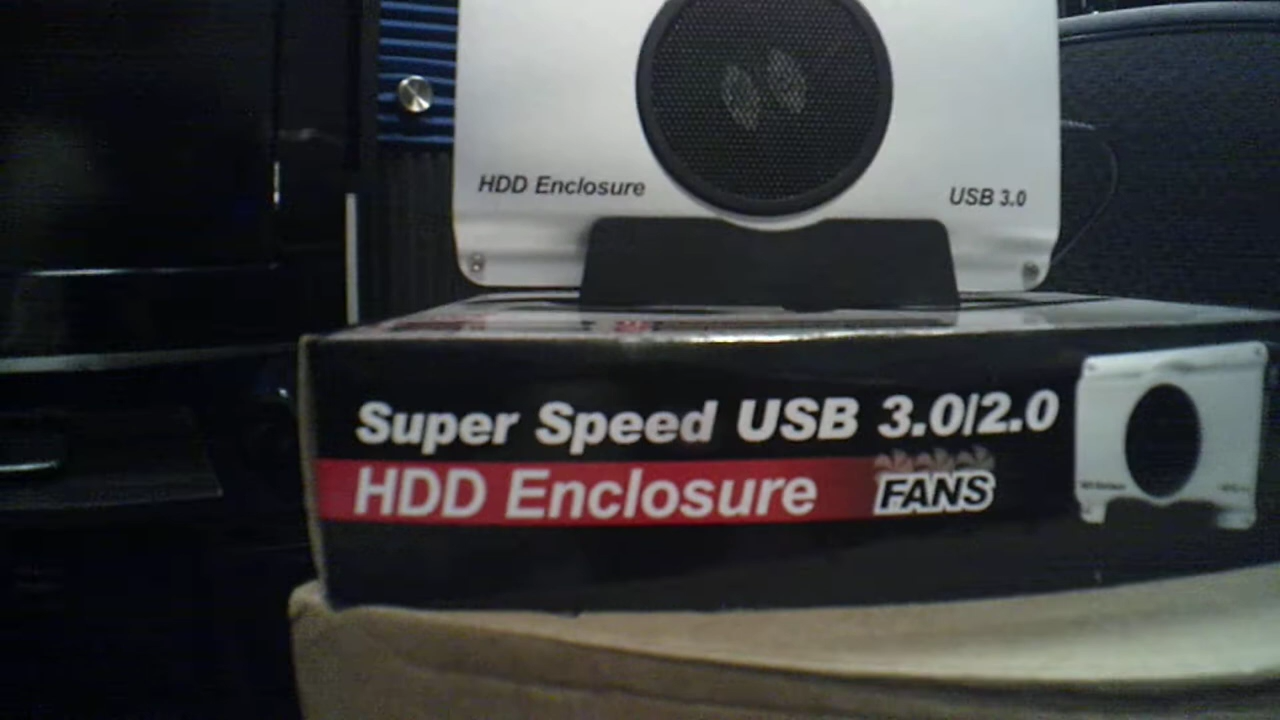 HDD Enclosure
USB 3.0
Super Speed USB 3.0/2.0
HDD Enclosure
FANS